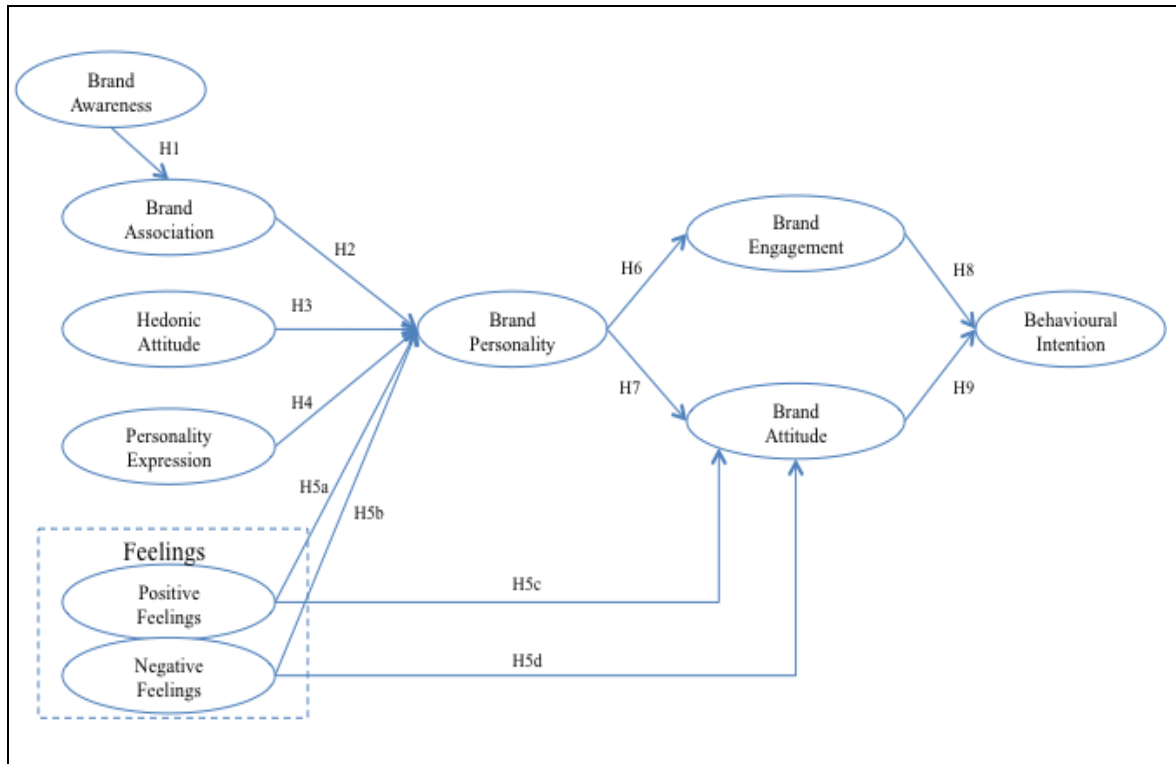 Brand
Awareness
H1
Brand
Association
H2
Hedonic
Attitude
H3
Personality
Expression
H4
H5a
H5b
Feelings
Positive
Feelings
Negative
Feelings
H5c
H5d
Brand
Personality
H6
H7
Brand
Engagement
Brand
Attitude
H8
H9
Behavioural
Intention